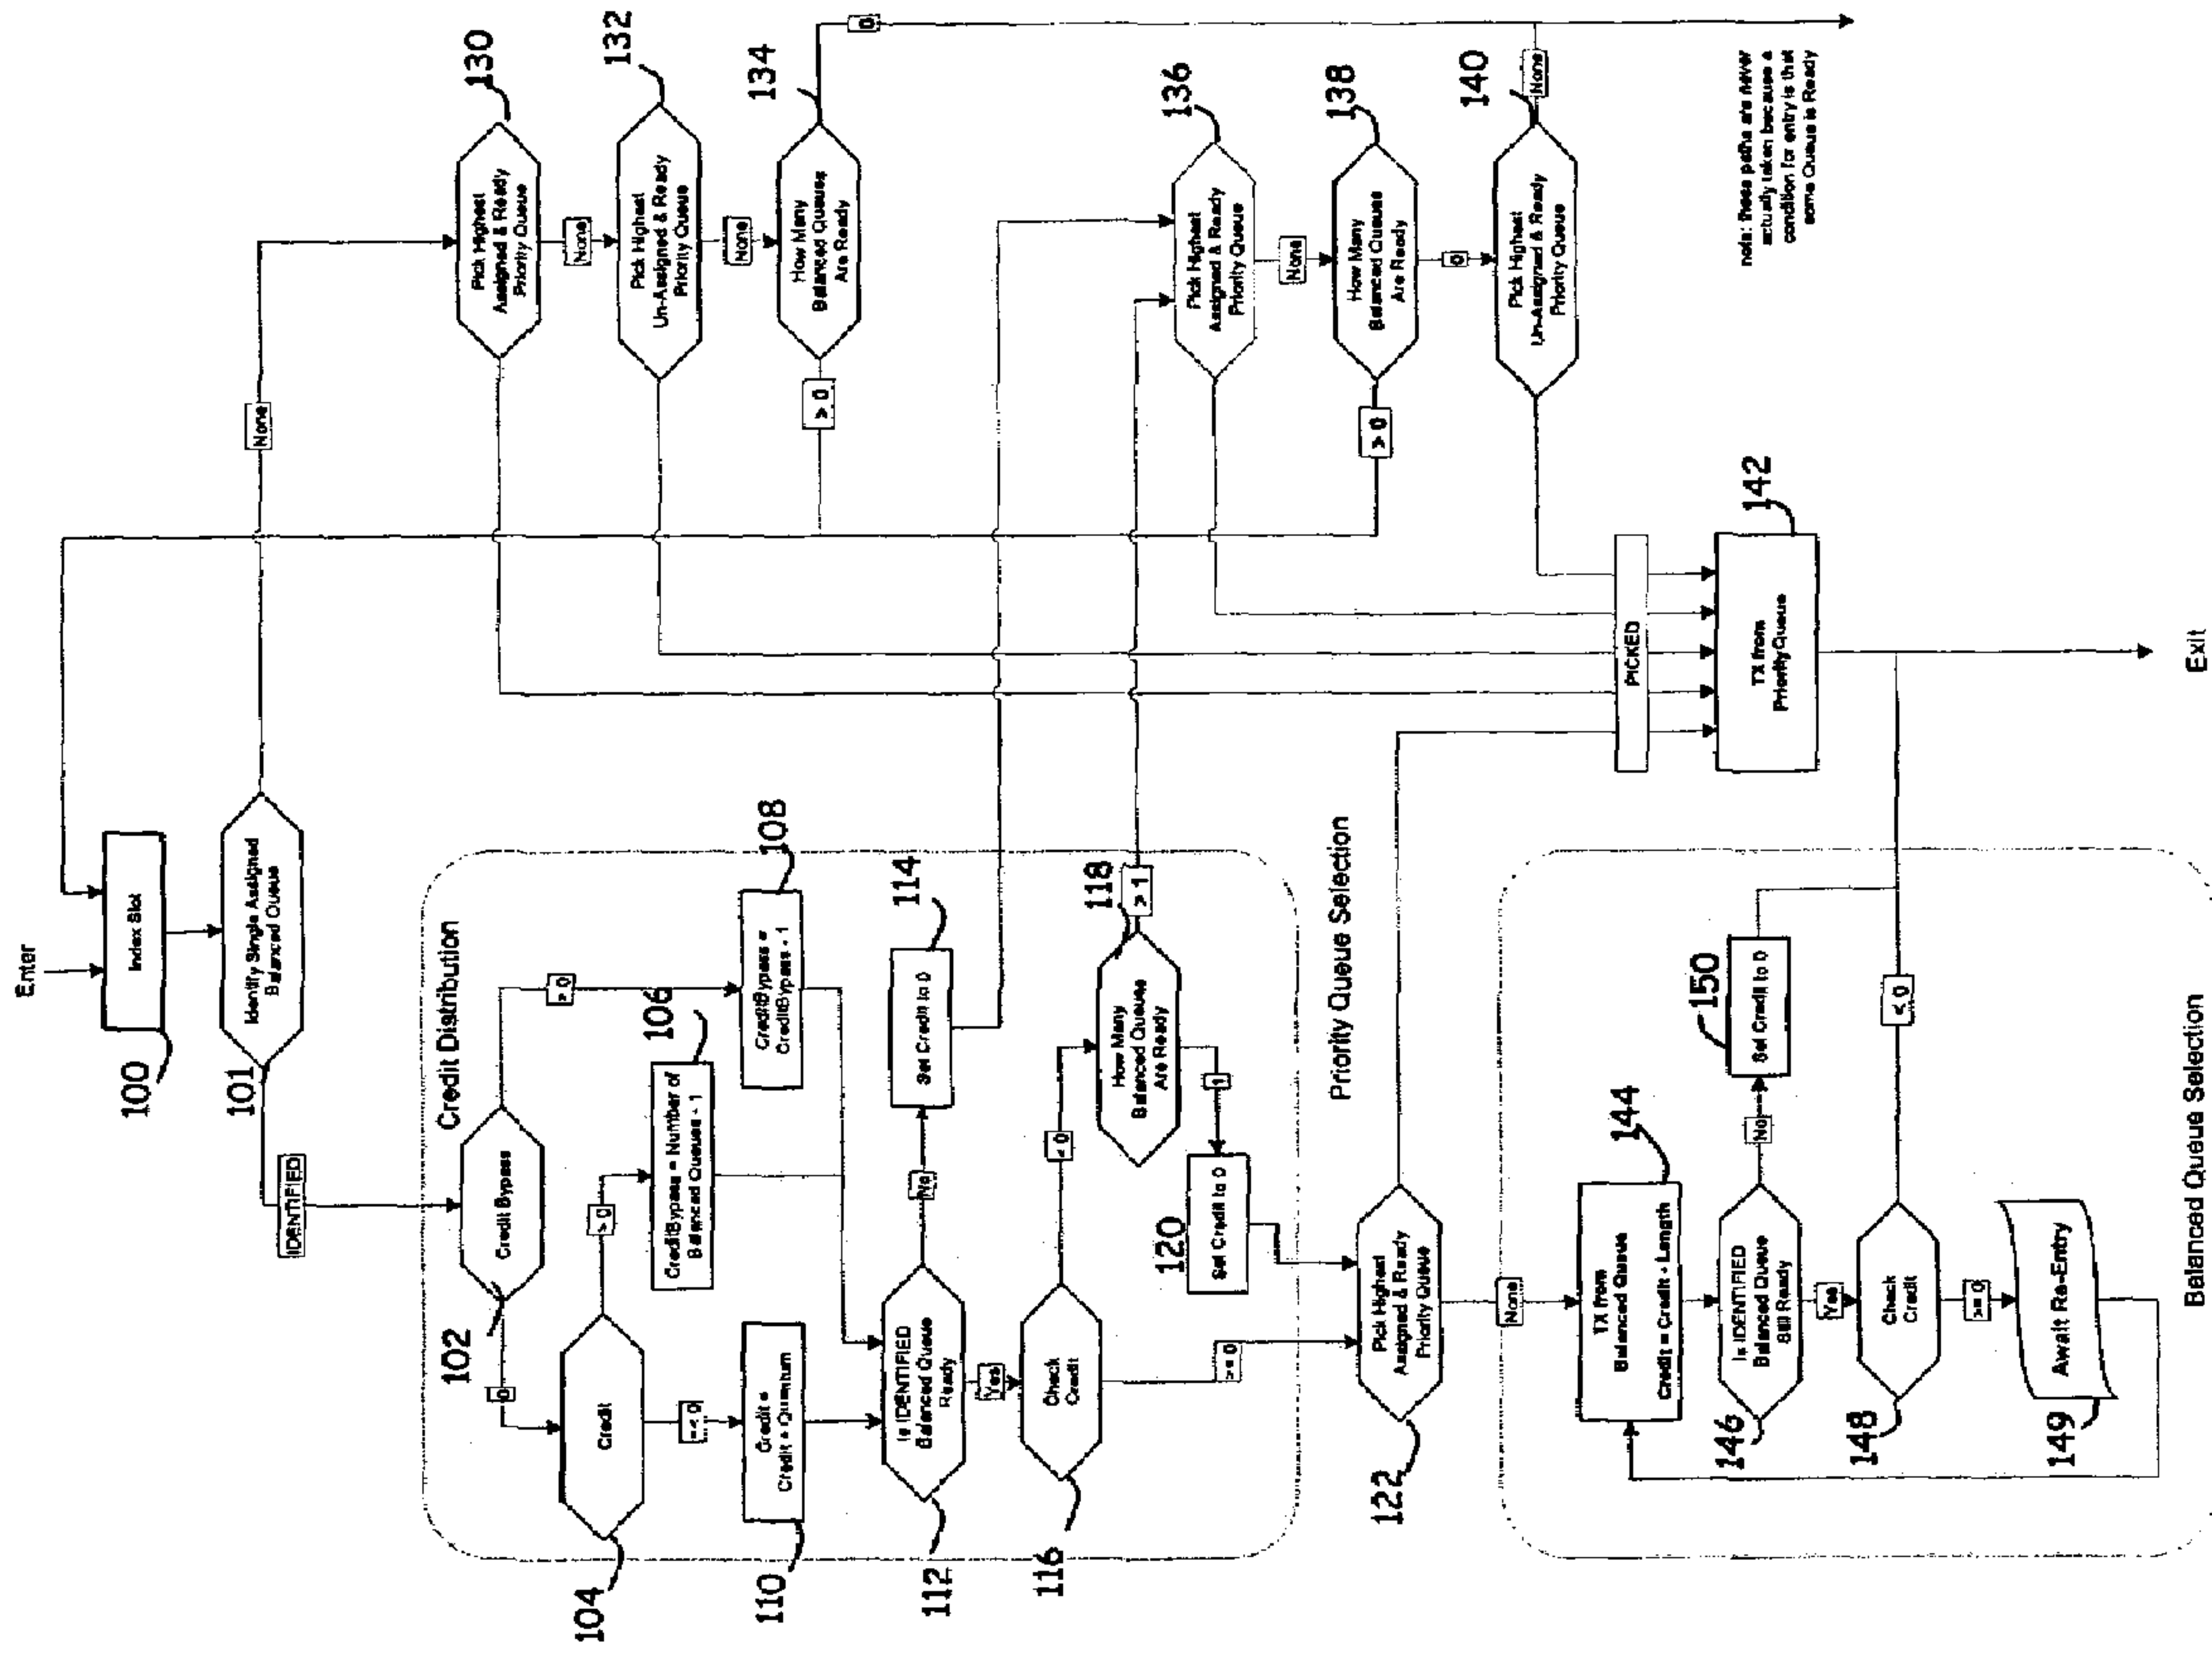 Enter
Index Slot
100
Identify Single Assigned
Balanced Queue
101
IDENTIFIED
None
Credit Distribution
Credit Bypass
102
0
> 0
Credit
104
> 0
=< 0
CreditBypass = Number of
Balanced Queues - 1
106
CreditBypass =
CreditBypass - 1
108
Credit =
Credit + Quantum
110
Is IDENTIFIED
Balanced Queue
Ready
112
No
Yes
Set Credit to 0
114
Check
Credit
116
< 0
>= 0
How Many
Balanced Queues
Are Ready
118
> 1
1
Set Credit to 0
120
Priority Queue Selection
Pick Highest
Assigned & Ready
Priority Queue
122
None
Pick Highest
Assigned & Ready
Priority Queue
130
None
Pick Highest
Un-Assigned & Ready
Priority Queue
132
None
How Many
Balanced Queues
Are Ready
134
> 0
0
Pick Highest
Assigned & Ready
Priority Queue
136
None
How Many
Balanced Queues
Are Ready
138
> 0
0
Pick Highest
Un-Assigned & Ready
Priority Queue
140
None
note: these paths are never
actually taken because a
condition for entry is that
some Queue is Ready
PICKED
TX from
PriorityQueue
142
TX from
Balanced Queue
Credit = Credit - Length
144
Is IDENTIFIED
Balanced Queue
Still Ready
146
No
Yes
Set Credit to 0
150
Check
Credit
148
< 0
>= 0
Await Re-Entry
149
Balanced Queue Selection
Exit